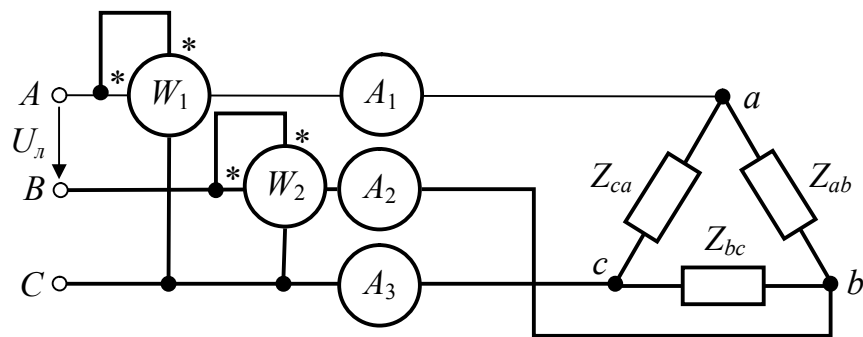 * *
A W₁ A₁ a
Uл
* *
B W₂ A₂
Zca Zab
Zbc
C A₃ c b